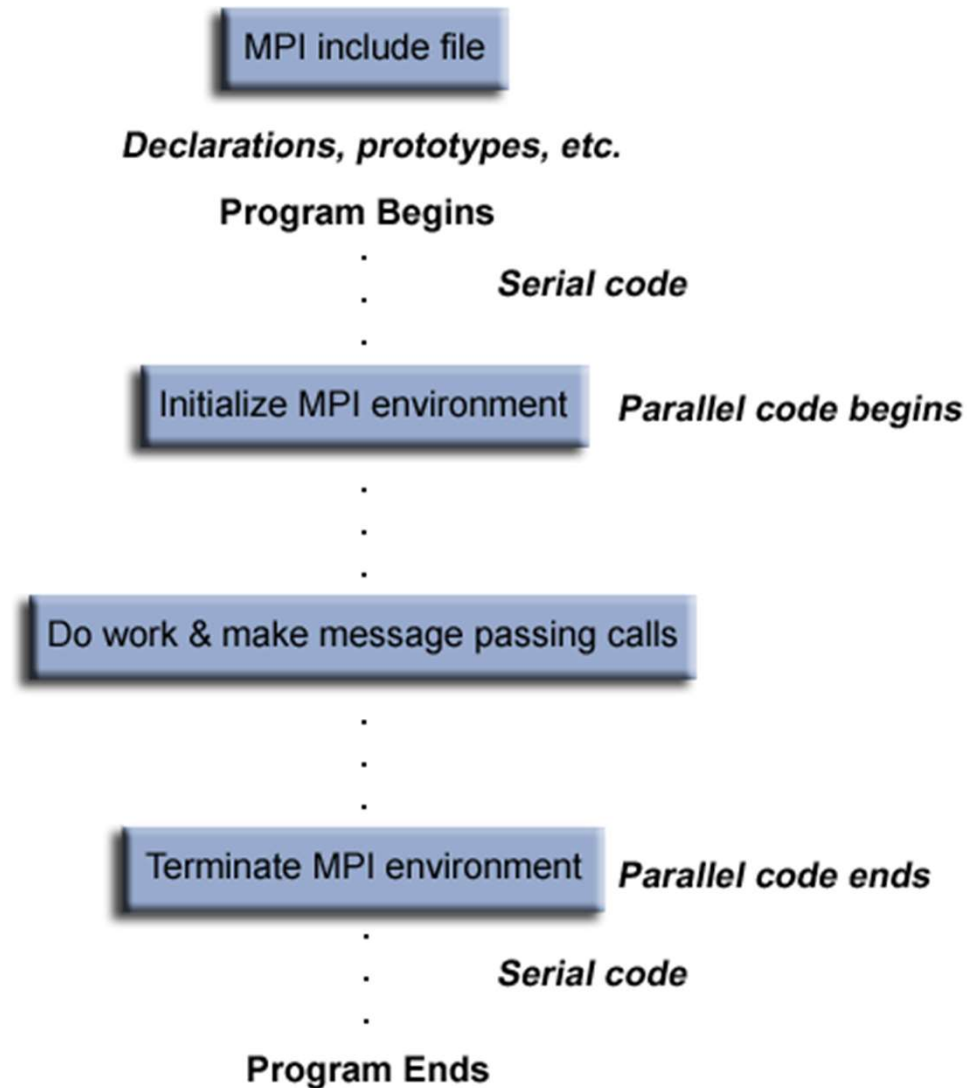 MPI include file
Declarations, prototypes, etc.
Program Begins
Serial code
Initialize MPI environment
Parallel code begins
Do work & make message passing calls
Terminate MPI environment
Parallel code ends
Serial code
Program Ends